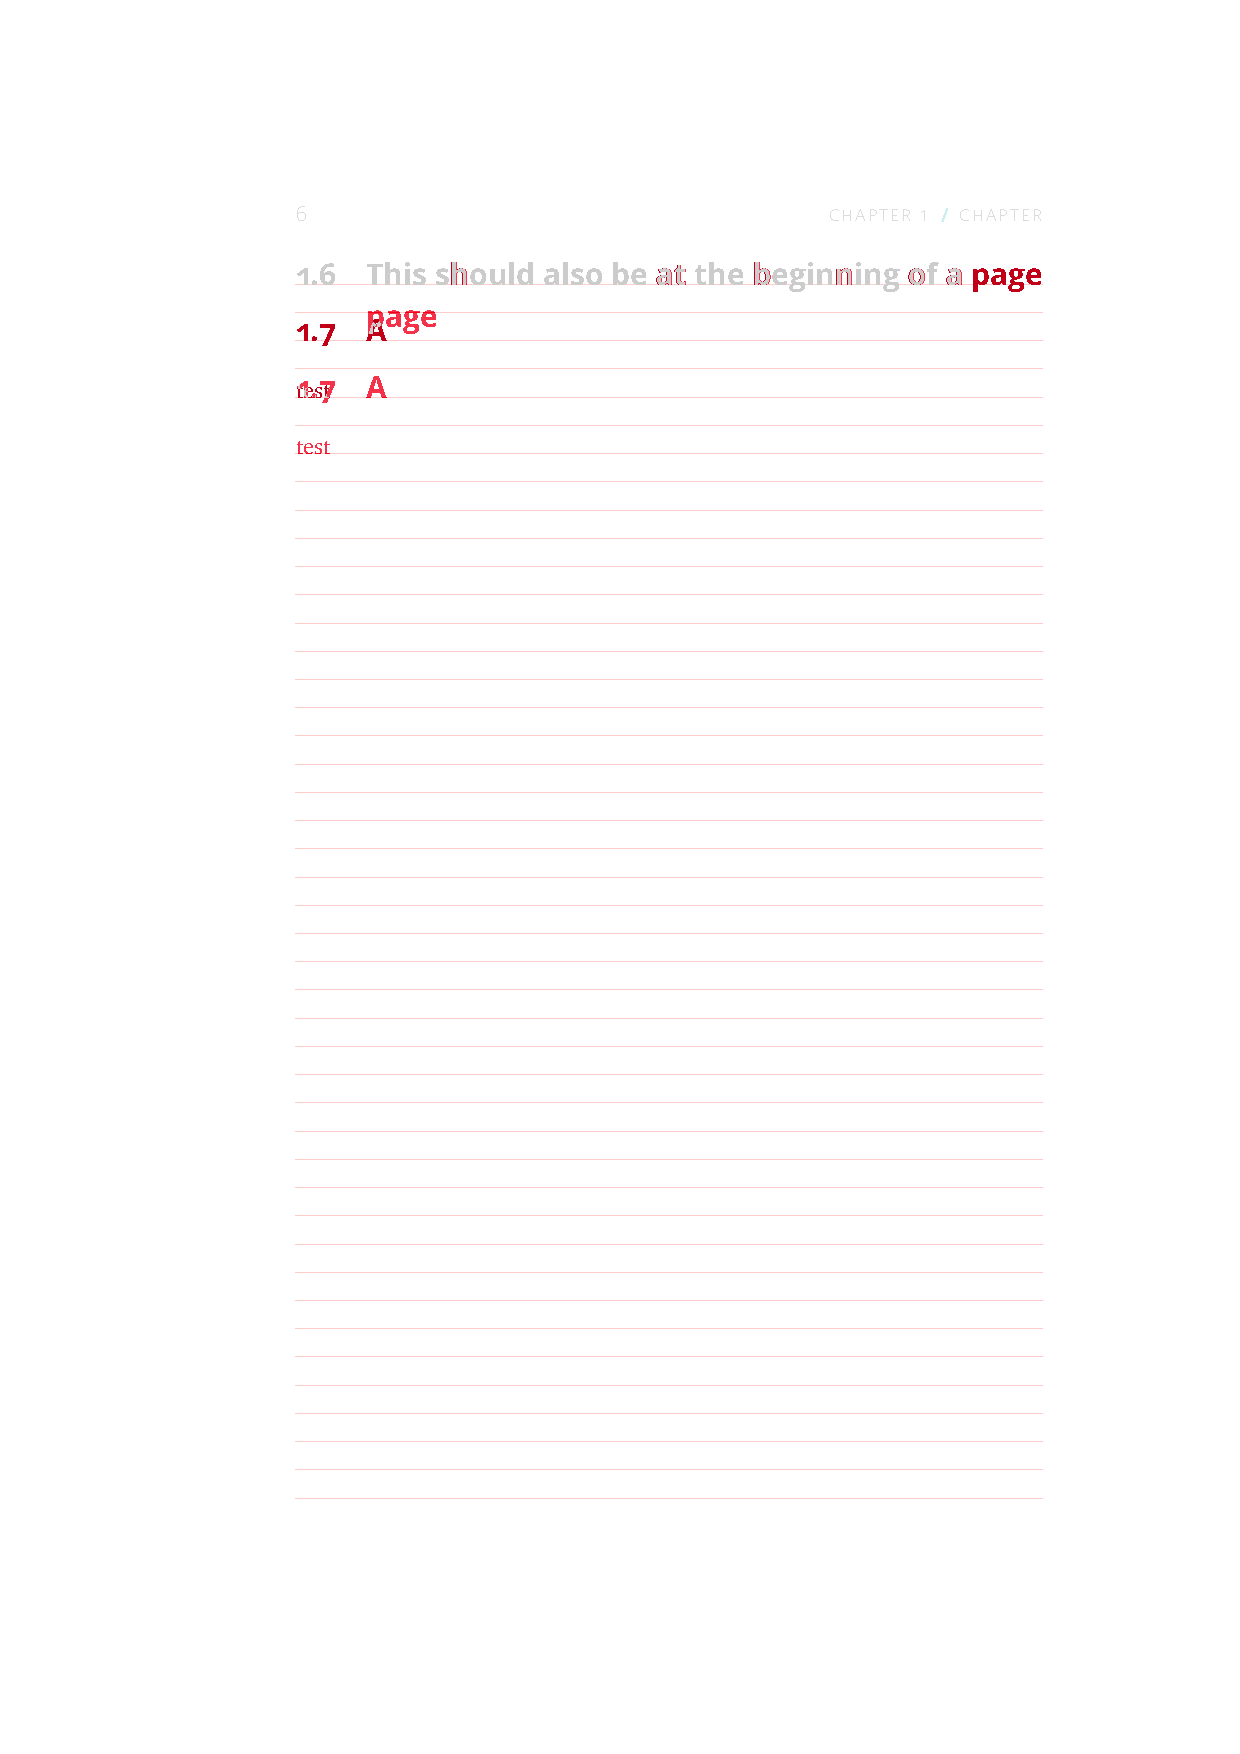 6 CHAPTER 1 / CHAPTER
1.6 This should also be at the beginning of a page
page
1.7 A
1.7 A
test
test